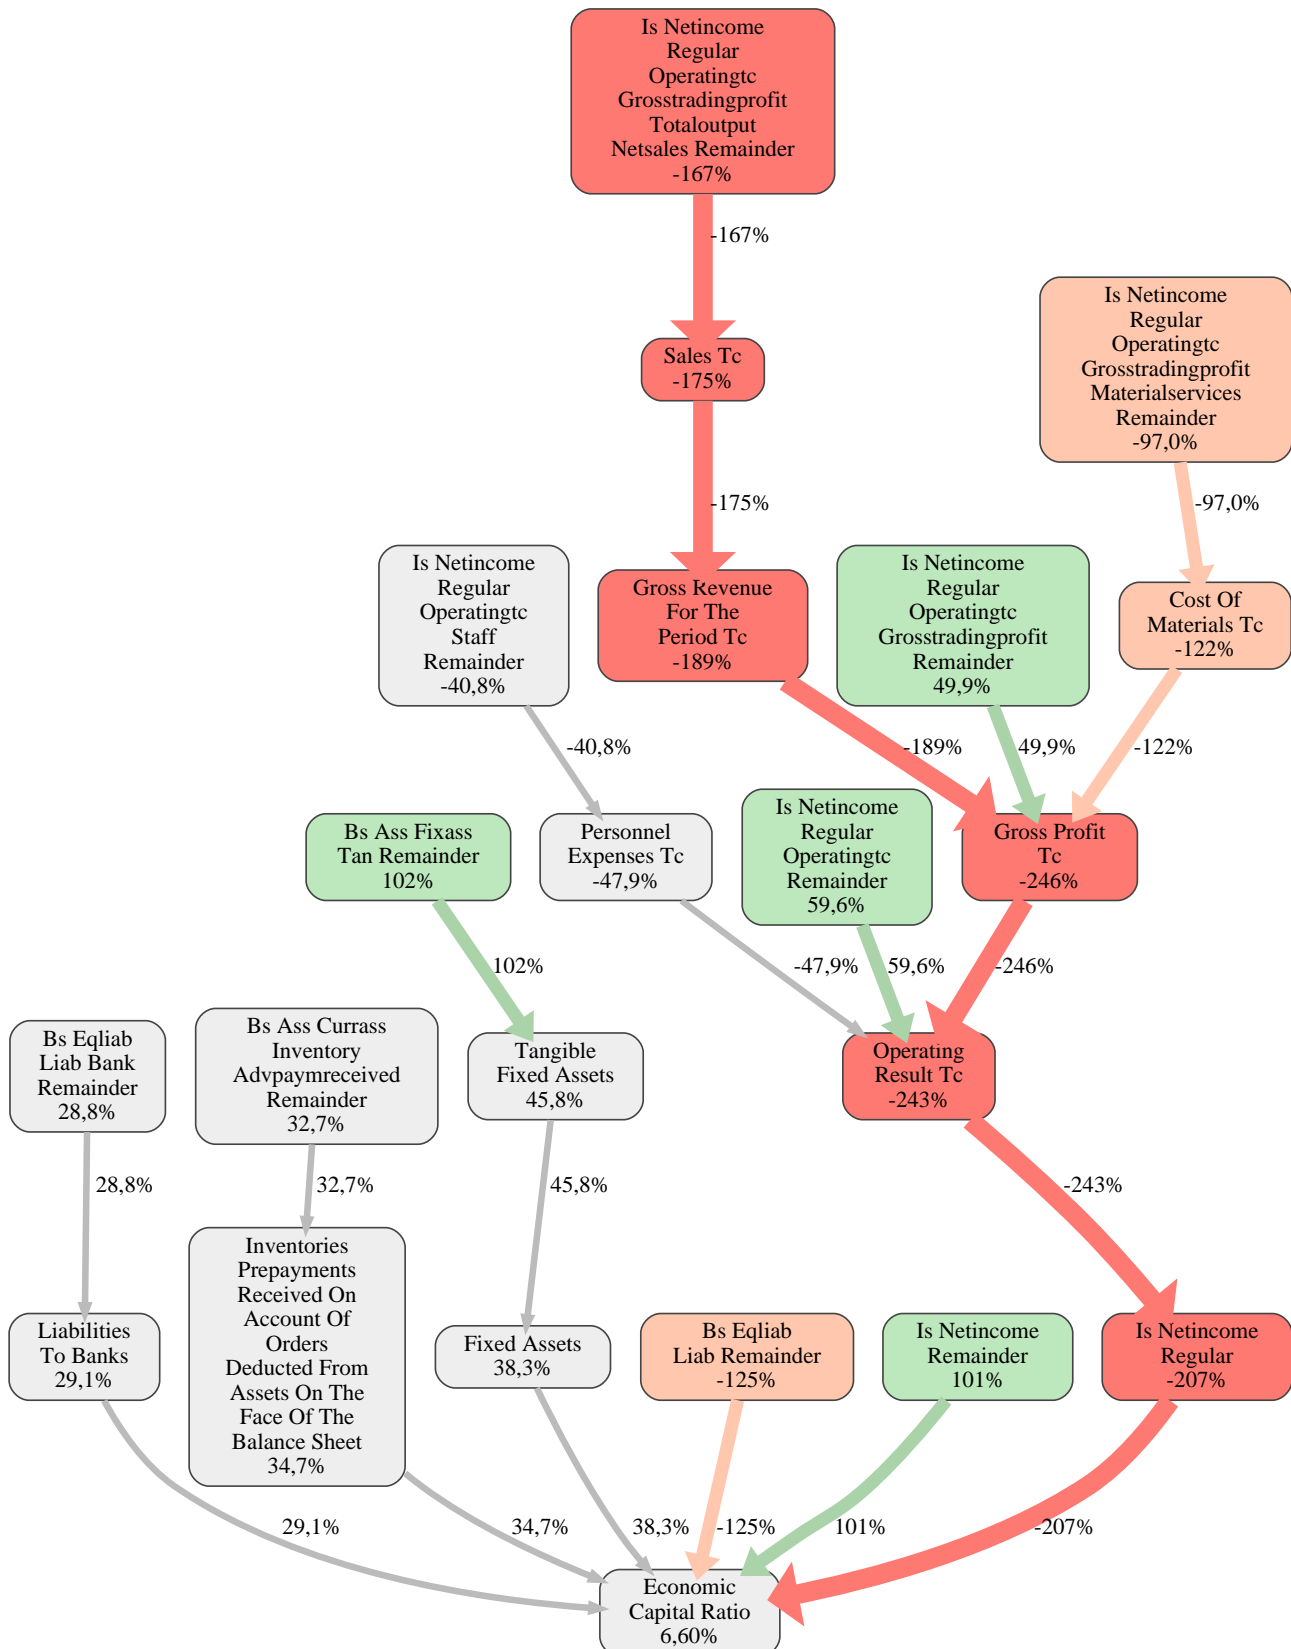 Is Netincome
Regular
Operatingtc
Grosstradingprofit
Totaloutput
Netsales Remainder
-167%
-167%
Is Netincome
Regular
Operatingtc
Grosstradingprofit
Materialservices
Remainder
-97,0%
Sales Tc
-175%
-175%
-97,0%
Is Netincome
Regular
Operatingtc
Staff
Remainder
-40,8%
Gross Revenue
For The
Period Tc
-189%
Is Netincome
Regular
Operatingtc
Grosstradingprofit
Remainder
49,9%
Cost Of
Materials Tc
-122%
-40,8%
-189%
49,9%
-122%
Bs Ass Fixass
Tan Remainder
102%
Personnel
Expenses Tc
-47,9%
Is Netincome
Regular
Operatingtc
Remainder
59,6%
Gross Profit
Tc
-246%
102%
-47,9%
59,6%
-246%
Bs Eqliab
Liab Bank
Remainder
28,8%
Bs Ass Currass
Inventory
Advpaymreceived
Remainder
32,7%
Tangible
Fixed Assets
45,8%
Operating
Result Tc
-243%
28,8%
32,7%
45,8%
-243%
Liabilities
To Banks
29,1%
Inventories
Prepayments
Received On
Account Of
Orders
Deducted From
Assets On The
Face Of The
Balance Sheet
34,7%
Fixed Assets
38,3%
Bs Eqliab
Liab Remainder
-125%
Is Netincome
Remainder
101%
Is Netincome
Regular
-207%
29,1%
34,7%
38,3%
-125%
101%
-207%
Economic
Capital Ratio
6,60%